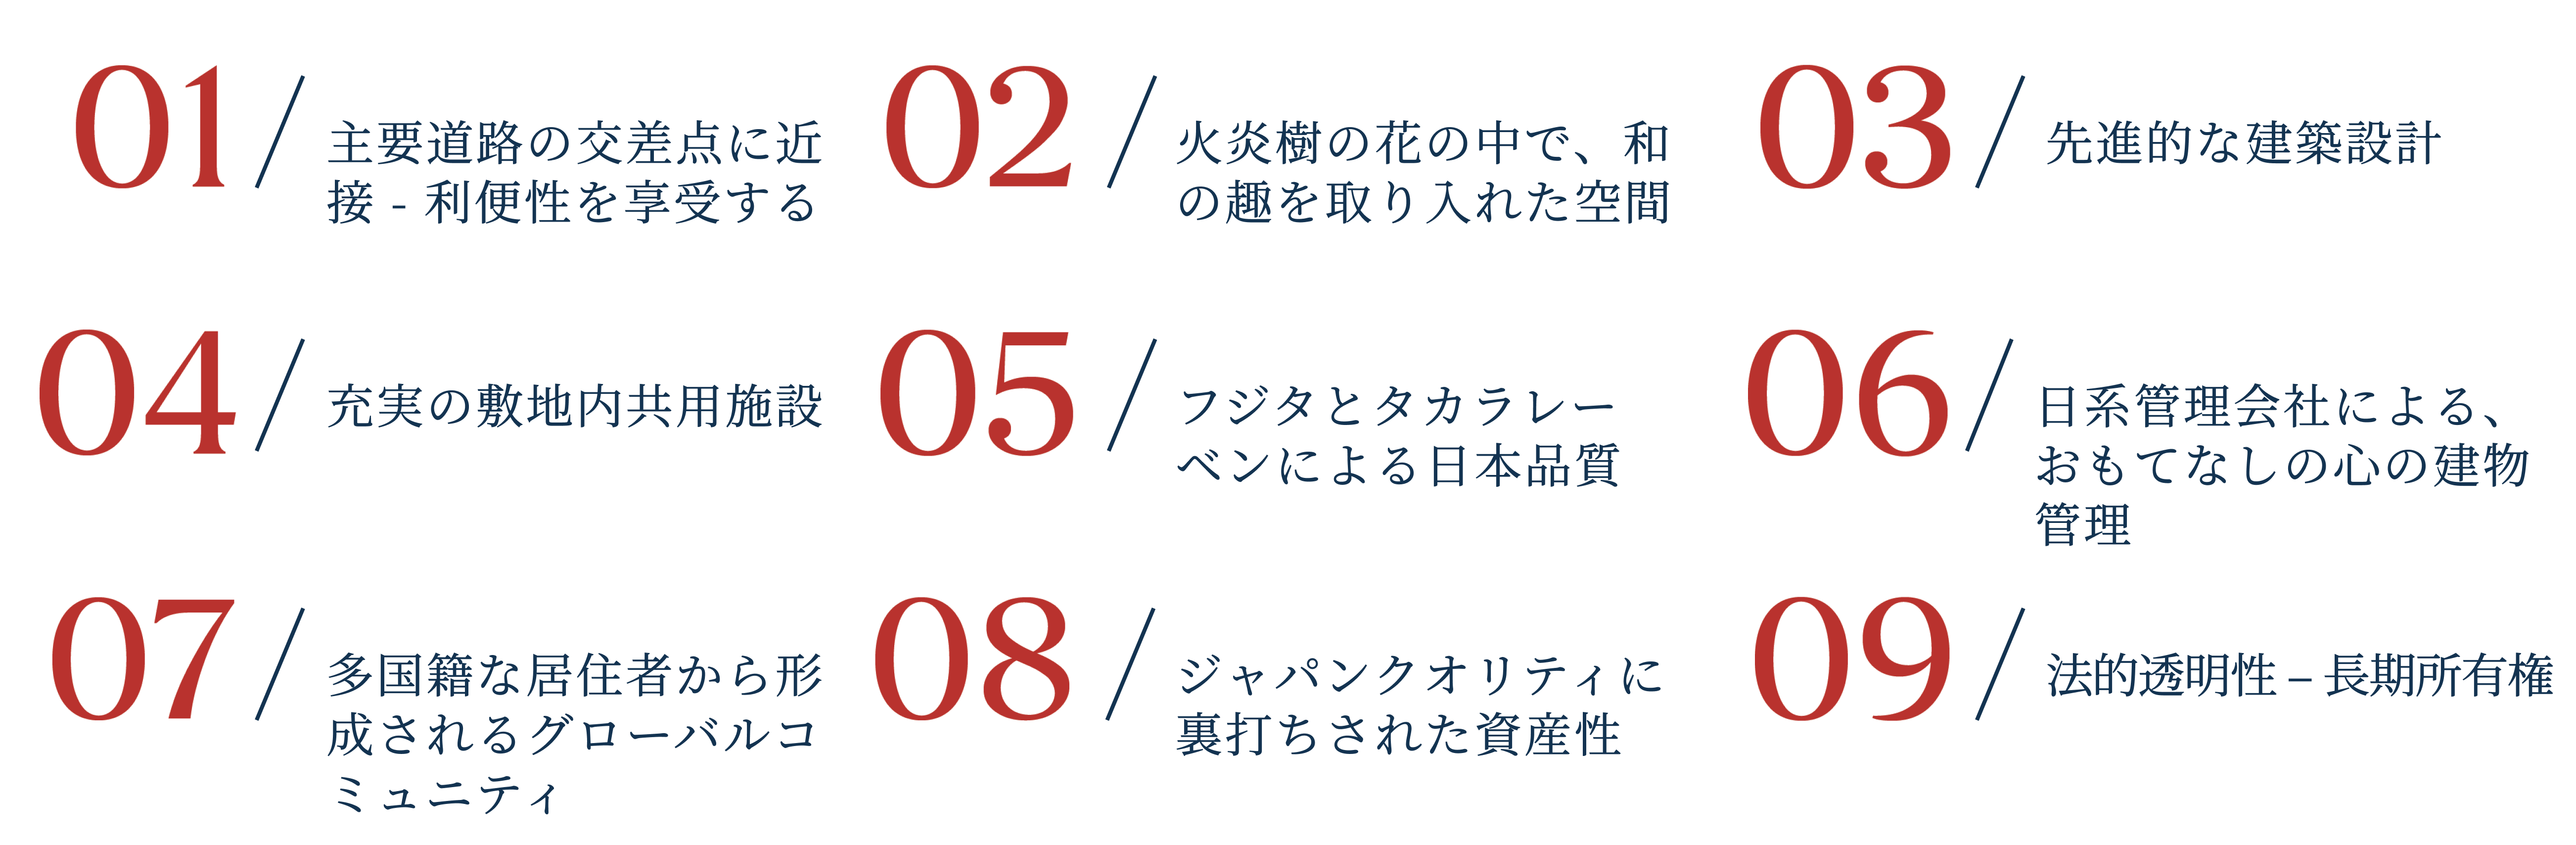 01
主要道路の交差点に近
接 - 利便性を享受する
02
火炎樹の花の中で、和
の趣を取り入れた空間
03
先進的な建築設計
04
充実の敷地内共用施設
05
フジタとタカラレー
ベンによる日本品質
06
日系管理会社による、
おもてなしの心の建物
管理
07
多国籍な居住者から形
成されるグローバルコ
ミュニティ
08
ジャパンクオリティに
裏打ちされた資産性
09
法的透明性 – 長期所有権